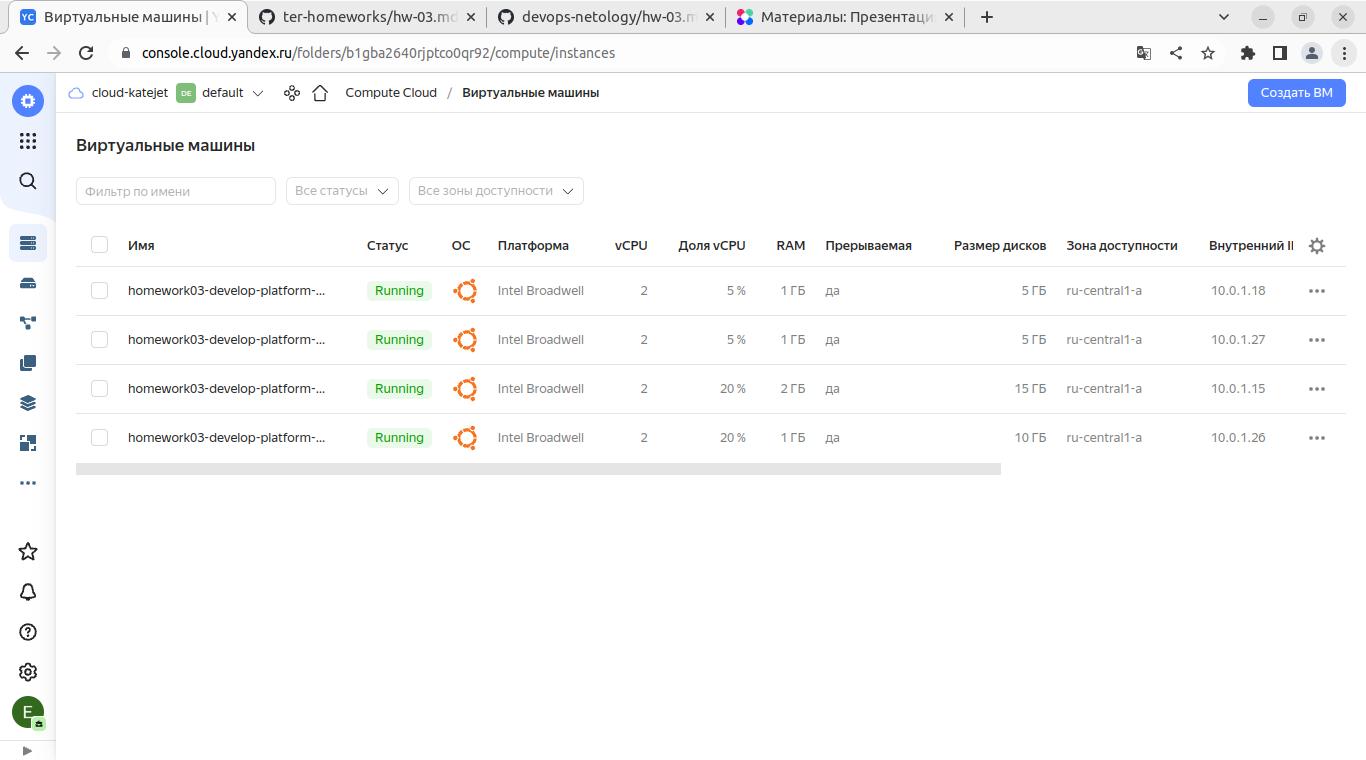 YC Виртуальные машины |
ter-homeworks/hw-03.md
devops-netology/hw-03.m
Материалы: Презентаци
console.cloud.yandex.ru/folders/b1gba2640rjptco0qr92/compute/instances
cloud-katejet DE default Compute Cloud / Виртуальные машины Создать ВМ
Виртуальные машины
Фильтр по имени Все статусы Все зоны доступности
Имя Статус ОС Платформа vCPU Доля vCPU RAM Прерываемая Размер дисков Зона доступности Внутренний I
homework03-develop-platform-... Running Intel Broadwell 2 5 % 1 ГБ да 5 ГБ ru-central1-a 10.0.1.18
homework03-develop-platform-... Running Intel Broadwell 2 5 % 1 ГБ да 5 ГБ ru-central1-a 10.0.1.27
homework03-develop-platform-... Running Intel Broadwell 2 20 % 2 ГБ да 15 ГБ ru-central1-a 10.0.1.15
homework03-develop-platform-... Running Intel Broadwell 2 20 % 1 ГБ да 10 ГБ ru-central1-a 10.0.1.26
E